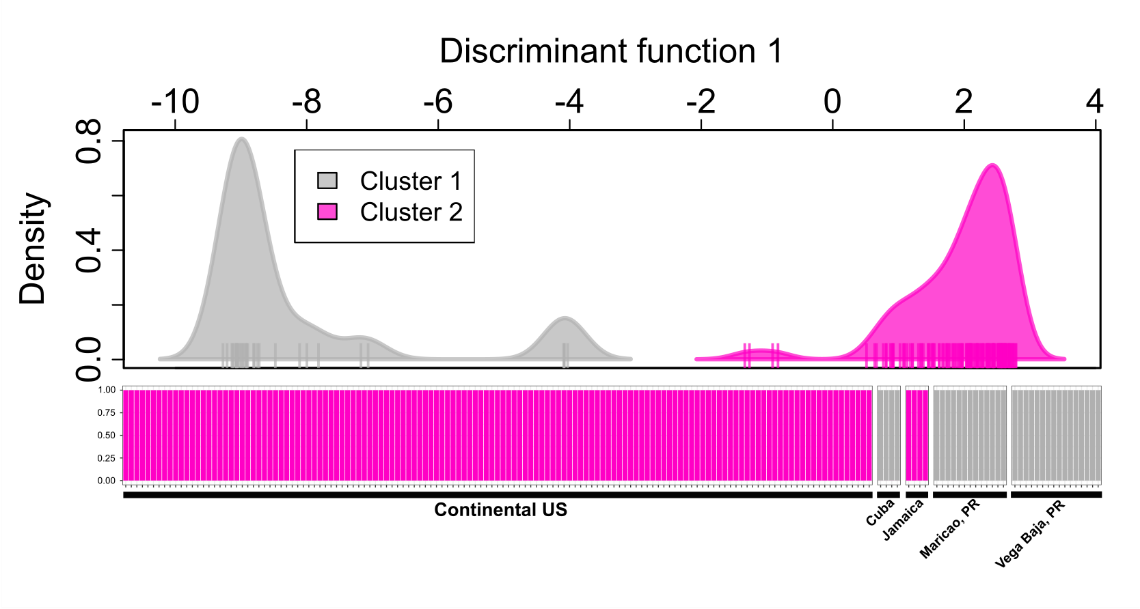 Discriminant function 1
-10 -8 -6 -4 -2 0 2 4
Density
0.8
0.4
0.0
Cluster 1
Cluster 2
1.00
0.75
0.50
0.25
0.00
Continental US
Cuba
Jamaica
Maricao, PR
Vega Baja, PR